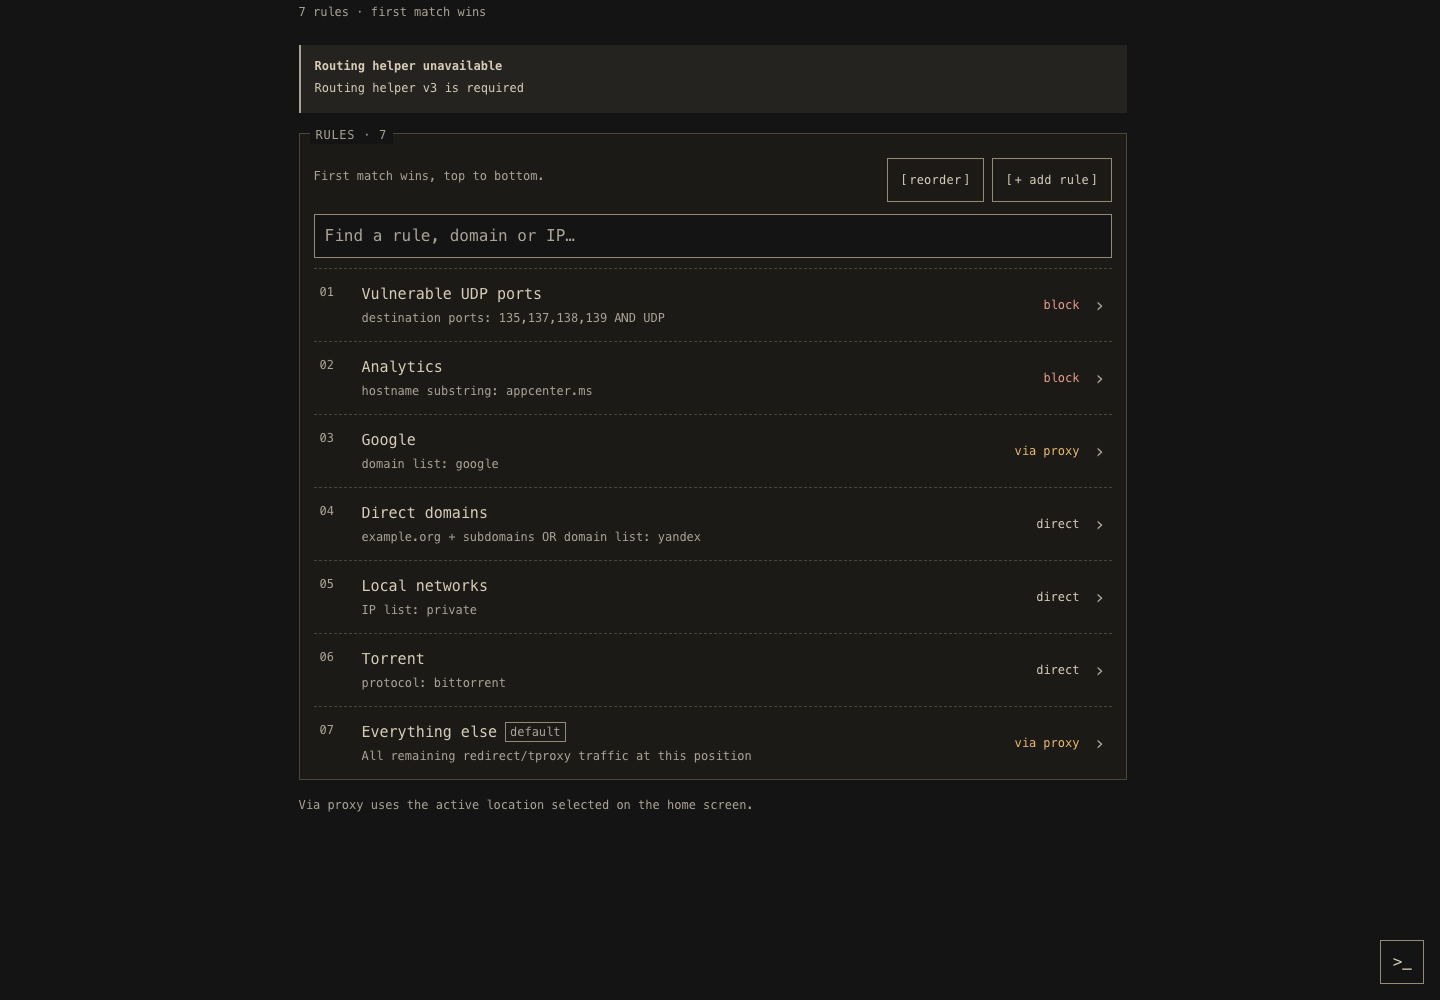 7 rules · first match wins
Routing helper unavailable
Routing helper v3 is required
RULES · 7
First match wins, top to bottom.
[reorder]
[+ add rule]
Find a rule, domain or IP…
01
Vulnerable UDP ports
destination ports: 135,137,138,139 AND UDP
block ›
02
Analytics
hostname substring: appcenter.ms
block ›
03
Google
domain list: google
via proxy ›
04
Direct domains
example.org + subdomains OR domain list: yandex
direct ›
05
Local networks
IP list: private
direct ›
06
Torrent
protocol: bittorrent
direct ›
07
Everything else default
All remaining redirect/tproxy traffic at this position
via proxy ›
Via proxy uses the active location selected on the home screen.
>_